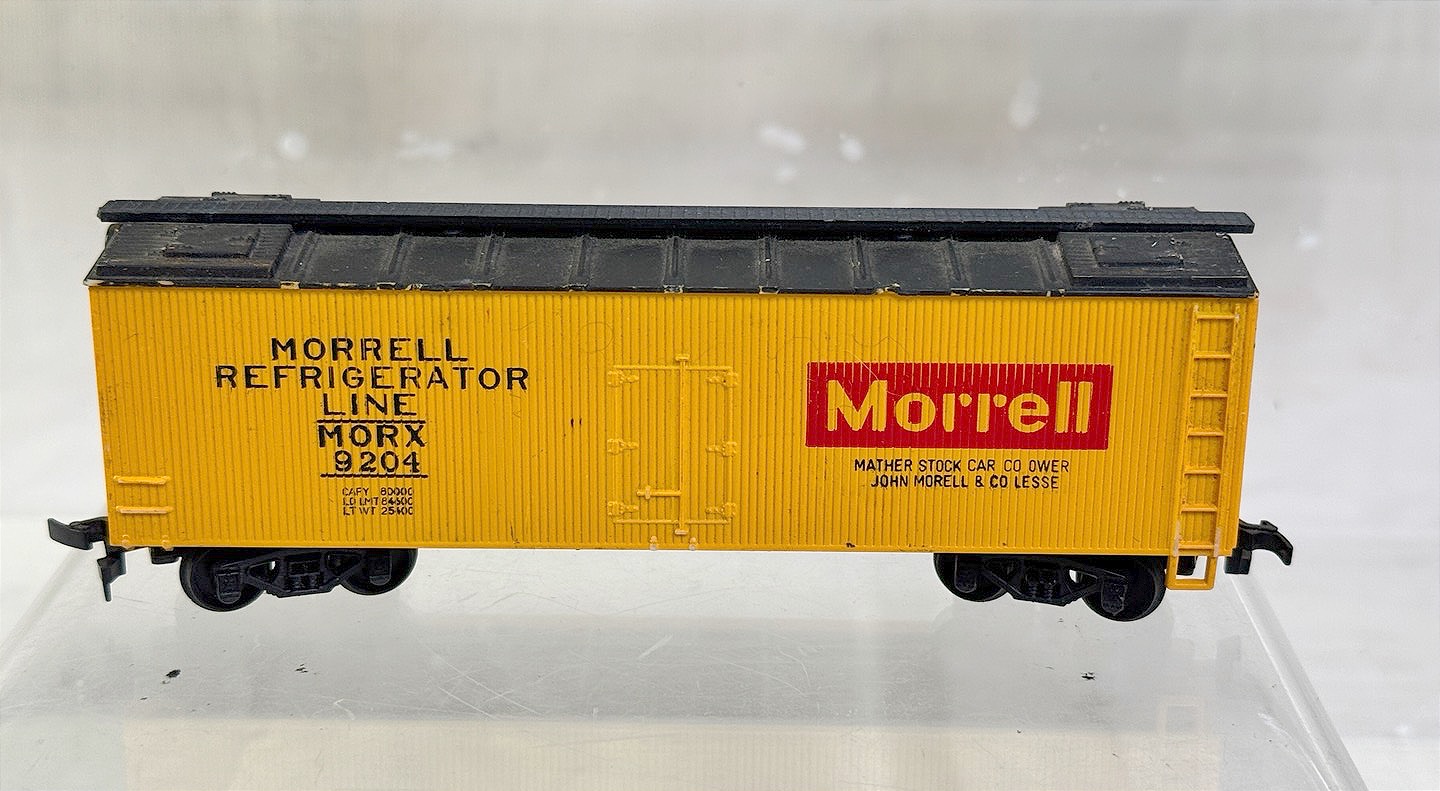 MORRELL
REFRIGERATOR
LINE
MORX
9204
CAPY 80000
LD LMT 84600
LT WT 25400
Morrell
MATHER STOCK CAR CO OWER
JOHN MORELL & CO LESSE